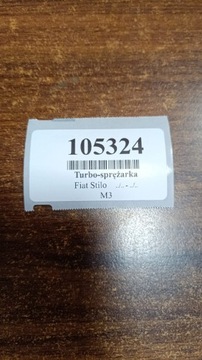 105324
Turbo-sprężarka
Fiat Stilo
M3